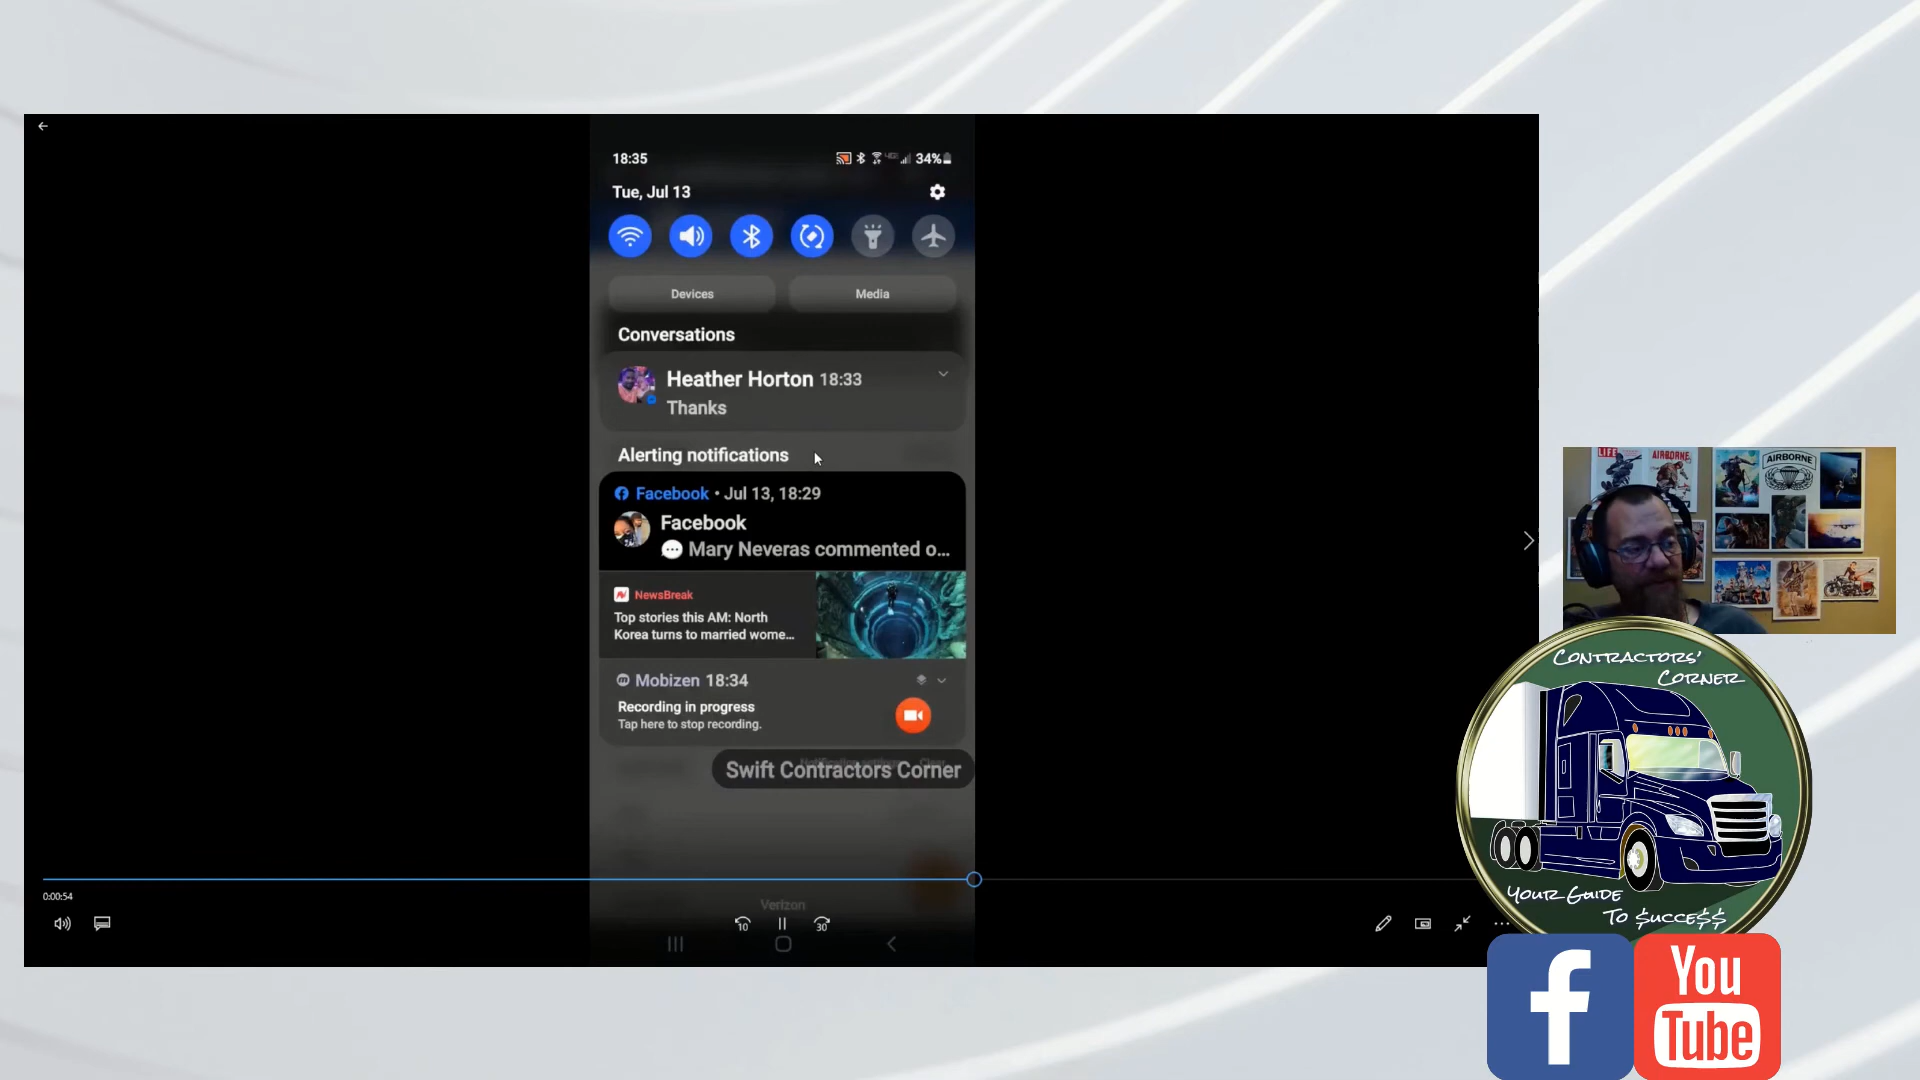 18:35
34%
Tue, Jul 13
Devices
Media
Conversations
Heather Horton 18:33
Thanks
Alerting notifications
Facebook • Jul 13, 18:29
Facebook
Mary Neveras commented o...
NewsBreak
Top stories this AM: North
Korea turns to married wome...
Mobizen 18:34
Recording in progress
Tap here to stop recording.
Swift Contractors Corner
0:00:54
Verizon
10
30
LIFE
AIRBORNE
AIRBORNE
CONTRACTORS'
CORNER
YOUR GUIDE
TO $UCCE$$
f
You
Tube